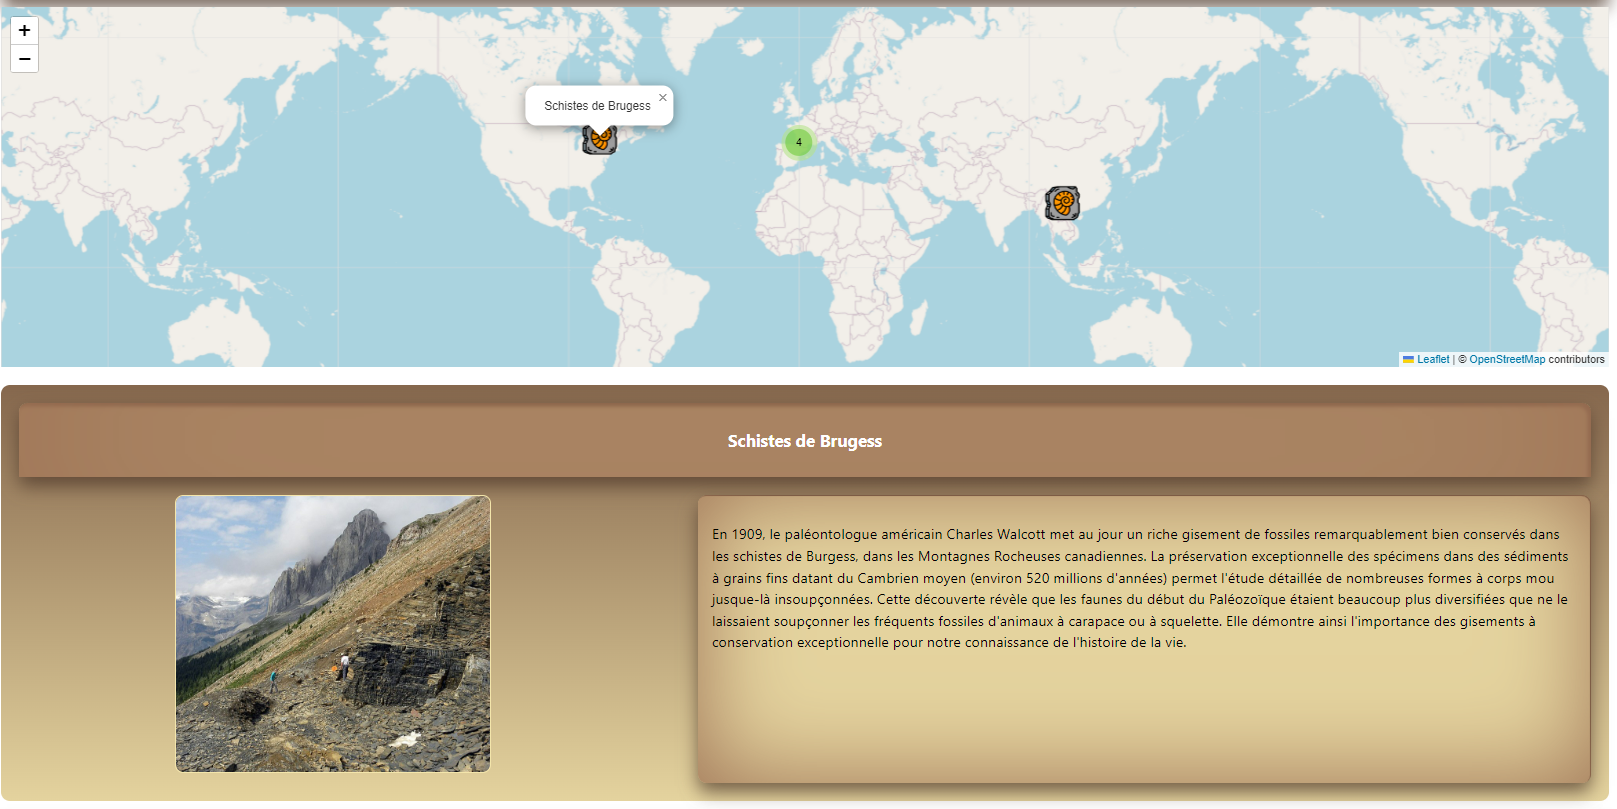 +
−
Schistes de Brugess
×
4
Leaflet | © OpenStreetMap contributors
Schistes de Brugess
En 1909, le paléontologue américain Charles Walcott met au jour un riche gisement de fossiles remarquablement bien conservés dans
les schistes de Burgess, dans les Montagnes Rocheuses canadiennes. La préservation exceptionnelle des spécimens dans des sédiments
à grains fins datant du Cambrien moyen (environ 520 millions d'années) permet l'étude détaillée de nombreuses formes à corps mou
jusque-là insoupçonnées. Cette découverte révèle que les faunes du début du Paléozoïque étaient beaucoup plus diversifiées que ne le
laissaient soupçonner les fréquents fossiles d'animaux à carapace ou à squelette. Elle démontre ainsi l'importance des gisements à
conservation exceptionnelle pour notre connaissance de l'histoire de la vie.